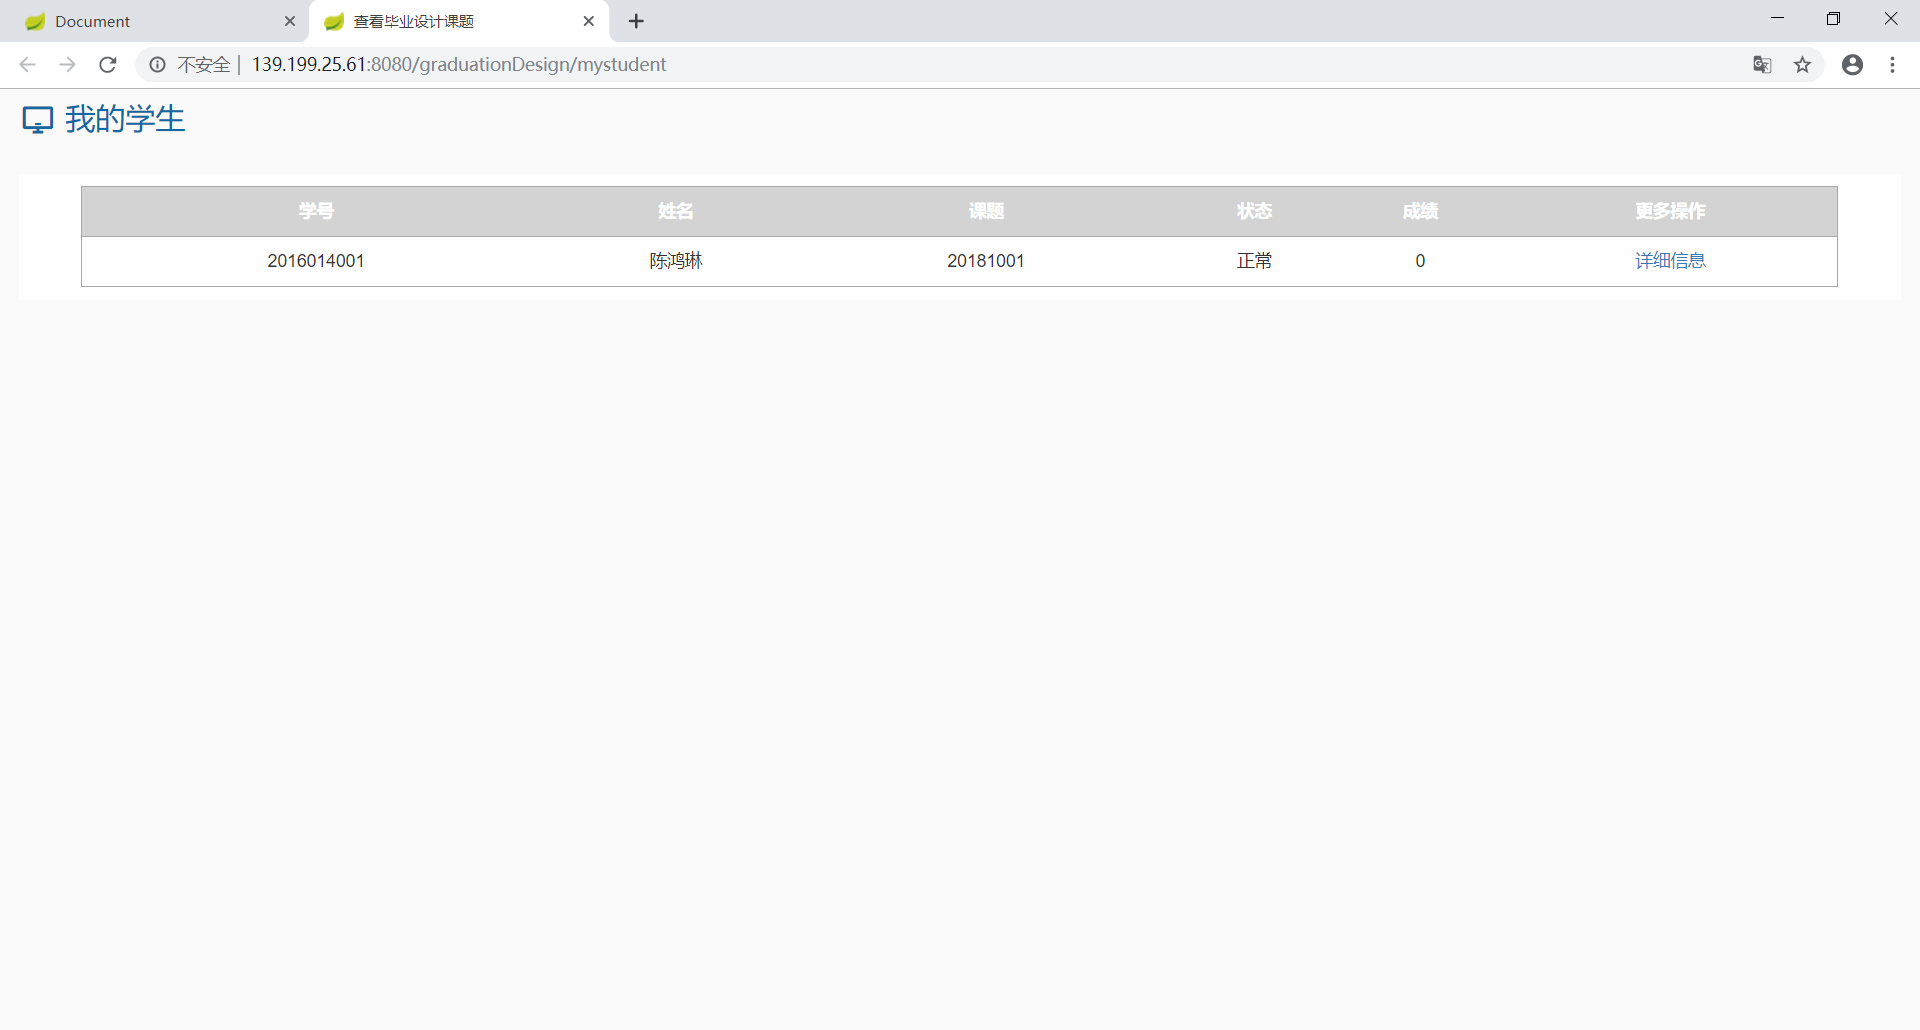 Document
查看毕业设计课题
不安全 | 139.199.25.61:8080/graduationDesign/mystudent
我的学生
学号 姓名 课题 状态 成绩 更多操作
2016014001 陈鸿琳 20181001 正常 0 详细信息